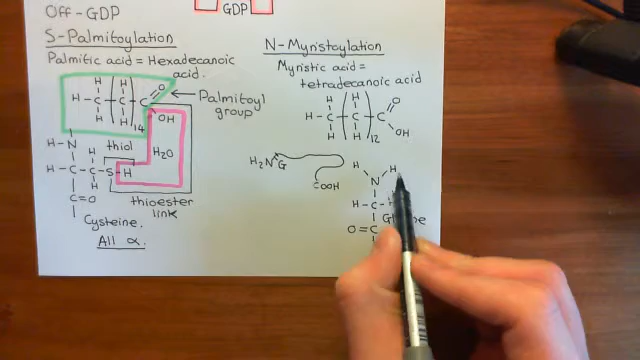 Off-GDP
GDP
S-Palmitoylation
Palmitic acid = Hexadecanoic
acid.
H H O
H-C-C-C
OH
14
Palmitoyl
group
thiol
H-N H
H-C-C-S-H
H
H2O
C=O
thioester
link
Cysteine.
All α.
N-Myristoylation
Myristic acid =
tetradecanoic acid
H H O
H-C-C-C
OH
12
H2N G
COOH
H H
N
H-C-
O=C